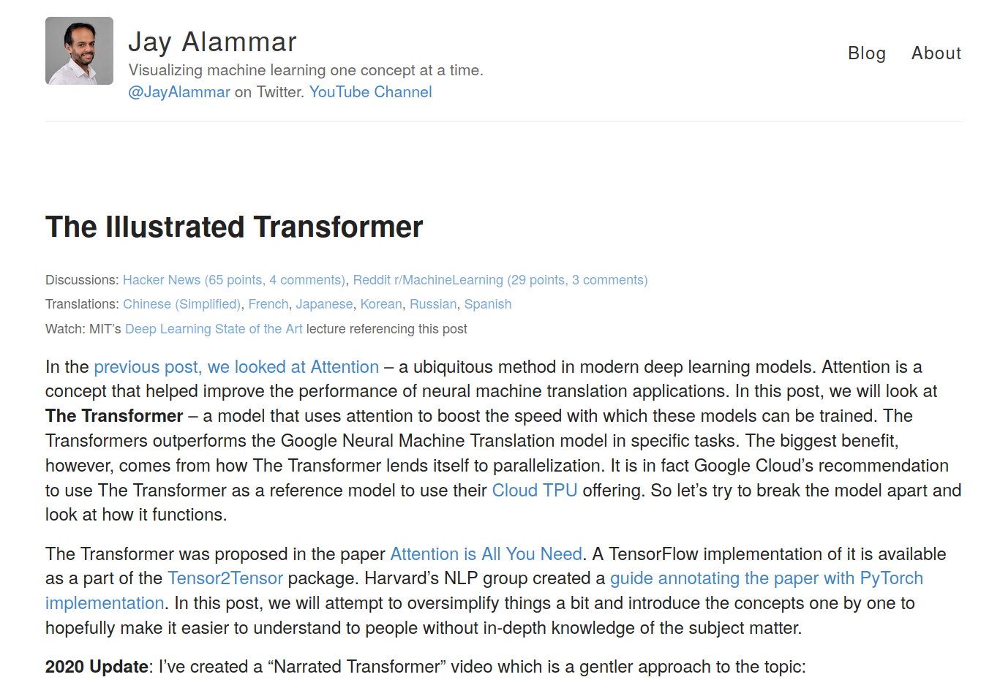 Jay Alammar
Visualizing machine learning one concept at a time.
@JayAlammar on Twitter. YouTube Channel
Blog About
The Illustrated Transformer
Discussions: Hacker News (65 points, 4 comments), Reddit r/MachineLearning (29 points, 3 comments)
Translations: Chinese (Simplified), French, Japanese, Korean, Russian, Spanish
Watch: MIT’s Deep Learning State of the Art lecture referencing this post
In the previous post, we looked at Attention – a ubiquitous method in modern deep learning models. Attention is a
concept that helped improve the performance of neural machine translation applications. In this post, we will look at
The Transformer – a model that uses attention to boost the speed with which these models can be trained. The
Transformers outperforms the Google Neural Machine Translation model in specific tasks. The biggest benefit,
however, comes from how The Transformer lends itself to parallelization. It is in fact Google Cloud’s recommendation
to use The Transformer as a reference model to use their Cloud TPU offering. So let’s try to break the model apart and
look at how it functions.
The Transformer was proposed in the paper Attention is All You Need. A TensorFlow implementation of it is available
as a part of the Tensor2Tensor package. Harvard’s NLP group created a guide annotating the paper with PyTorch
implementation. In this post, we will attempt to oversimplify things a bit and introduce the concepts one by one to
hopefully make it easier to understand to people without in-depth knowledge of the subject matter.
2020 Update: I’ve created a “Narrated Transformer” video which is a gentler approach to the topic: